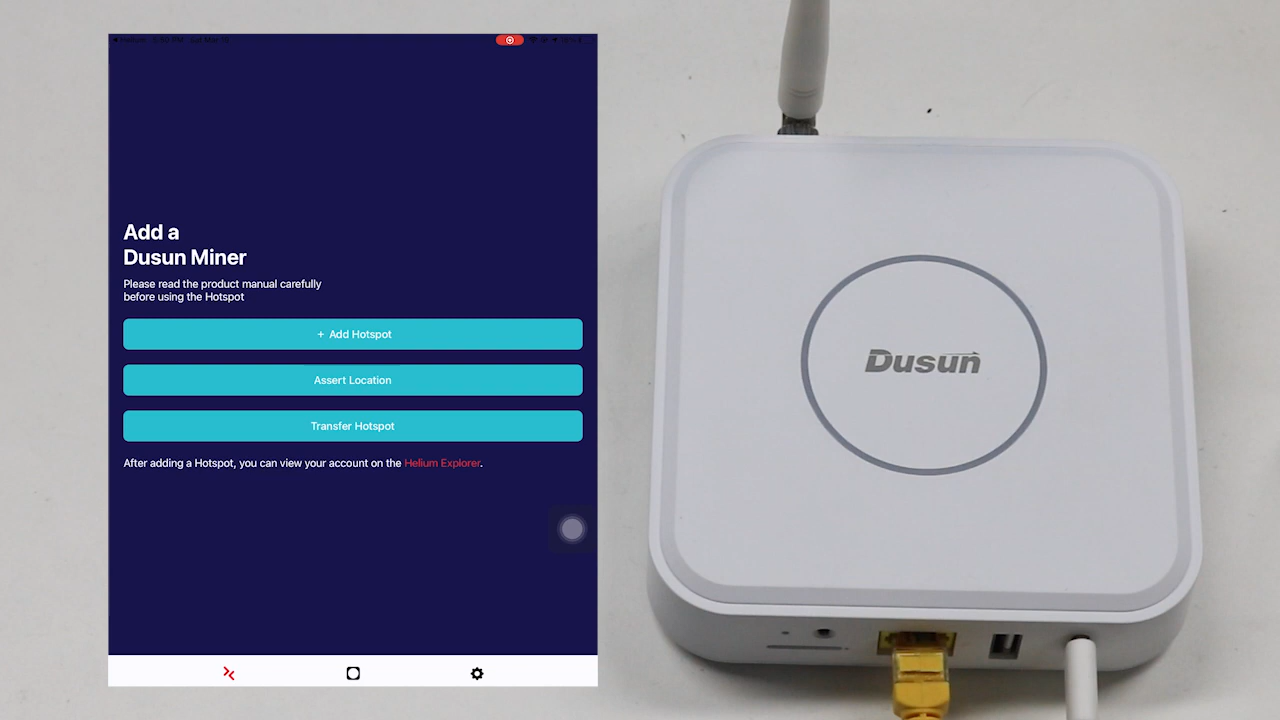 Add a
Dusun Miner
Please read the product manual carefully
before using the Hotspot
+ Add Hotspot
Assert Location
Transfer Hotspot
After adding a Hotspot, you can view your account on the Helium Explorer.
Dusun